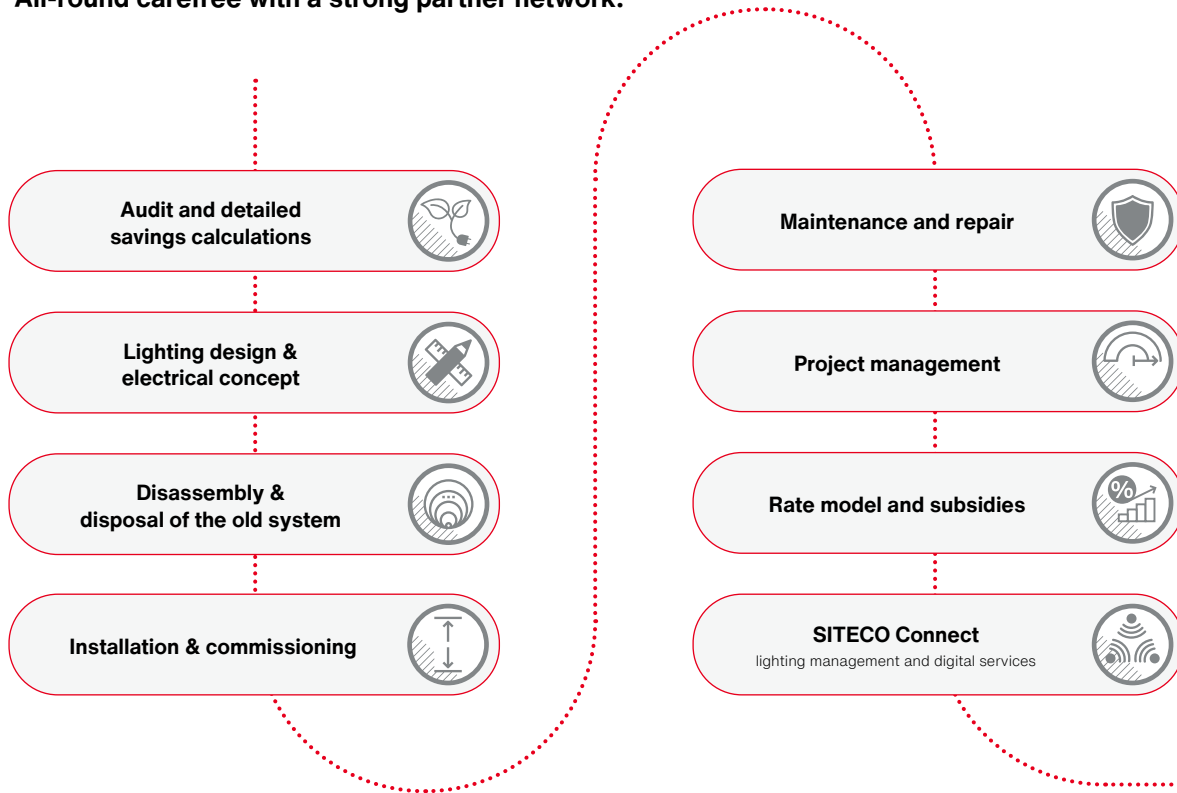 All-round carefree with a strong partner network.
Audit and detailed
savings calculations
Lighting design &
electrical concept
Disassembly &
disposal of the old system
Installation & commissioning
Maintenance and repair
Project management
Rate model and subsidies
%
SITECO Connect
lighting management and digital services